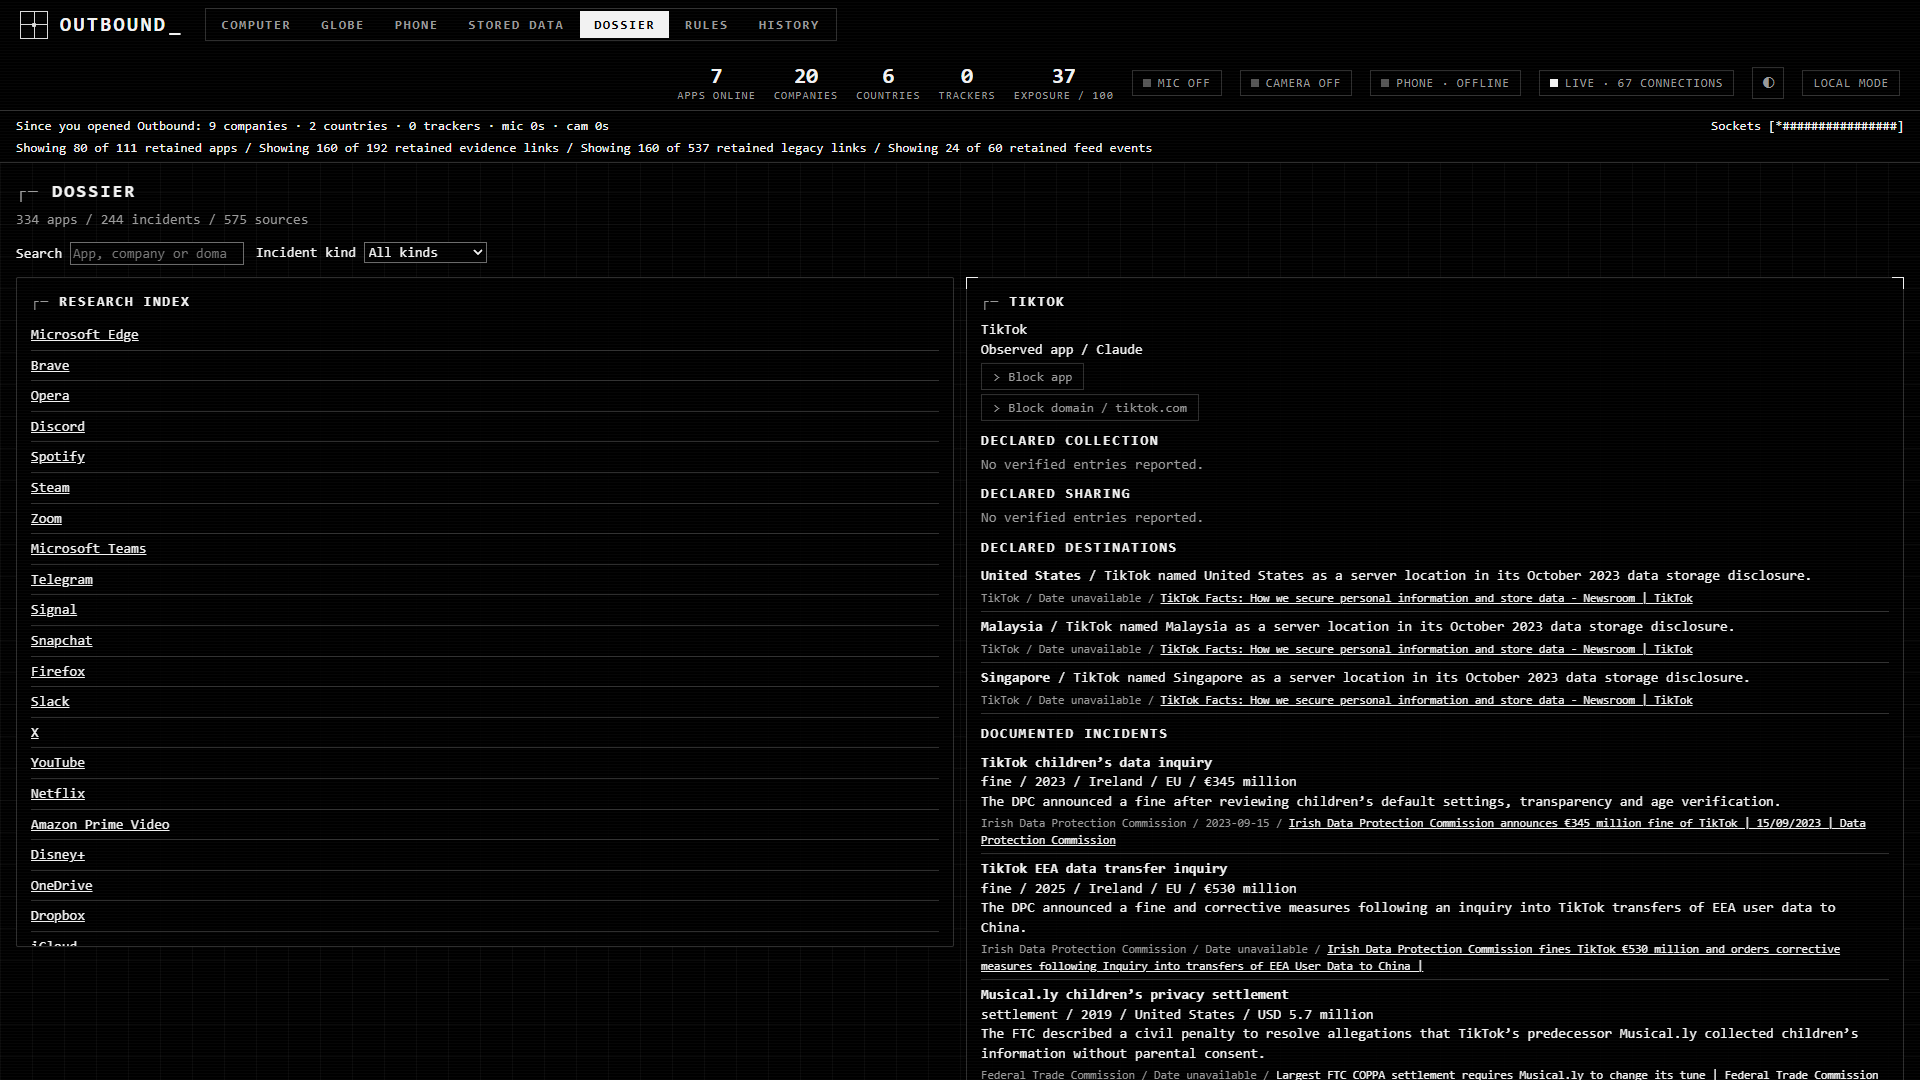 OUTBOUND_
COMPUTER GLOBE PHONE STORED DATA DOSSIER RULES HISTORY
7 20 6 0 37
APPS ONLINE COMPANIES COUNTRIES TRACKERS EXPOSURE / 100
MIC OFF CAMERA OFF PHONE · OFFLINE LIVE · 67 CONNECTIONS LOCAL MODE
Since you opened Outbound: 9 companies · 2 countries · 0 trackers · mic 0s · cam 0s
Sockets [*################]
Showing 80 of 111 retained apps / Showing 160 of 192 retained evidence links / Showing 160 of 537 retained legacy links / Showing 24 of 60 retained feed events
DOSSIER
334 apps / 244 incidents / 575 sources
Search App, company or doma Incident kind All kinds
RESEARCH INDEX
Microsoft Edge
Brave
Opera
Discord
Spotify
Steam
Zoom
Microsoft Teams
Telegram
Signal
Snapchat
Firefox
Slack
X
YouTube
Netflix
Amazon Prime Video
Disney+
OneDrive
Dropbox
iCloud
TIKTOK
TikTok
Observed app / Claude
> Block app
> Block domain / tiktok.com
DECLARED COLLECTION
No verified entries reported.
DECLARED SHARING
No verified entries reported.
DECLARED DESTINATIONS
United States / TikTok named United States as a server location in its October 2023 data storage disclosure.
TikTok / Date unavailable / TikTok Facts: How we secure personal information and store data - Newsroom | TikTok
Malaysia / TikTok named Malaysia as a server location in its October 2023 data storage disclosure.
TikTok / Date unavailable / TikTok Facts: How we secure personal information and store data - Newsroom | TikTok
Singapore / TikTok named Singapore as a server location in its October 2023 data storage disclosure.
TikTok / Date unavailable / TikTok Facts: How we secure personal information and store data - Newsroom | TikTok
DOCUMENTED INCIDENTS
TikTok children’s data inquiry
fine / 2023 / Ireland / EU / €345 million
The DPC announced a fine after reviewing children’s default settings, transparency and age verification.
Irish Data Protection Commission / 2023-09-15 / Irish Data Protection Commission announces €345 million fine of TikTok | 15/09/2023 | Data
Protection Commission
TikTok EEA data transfer inquiry
fine / 2025 / Ireland / EU / €530 million
The DPC announced a fine and corrective measures following an inquiry into TikTok transfers of EEA user data to
China.
Irish Data Protection Commission / Date unavailable / Irish Data Protection Commission fines TikTok €530 million and orders corrective
measures following Inquiry into transfers of EEA User Data to China |
Musical.ly children’s privacy settlement
settlement / 2019 / United States / USD 5.7 million
The FTC described a civil penalty to resolve allegations that TikTok’s predecessor Musical.ly collected children’s
information without parental consent.
Federal Trade Commission / Date unavailable / Largest FTC COPPA settlement requires Musical.ly to change its tune | Federal Trade Commission